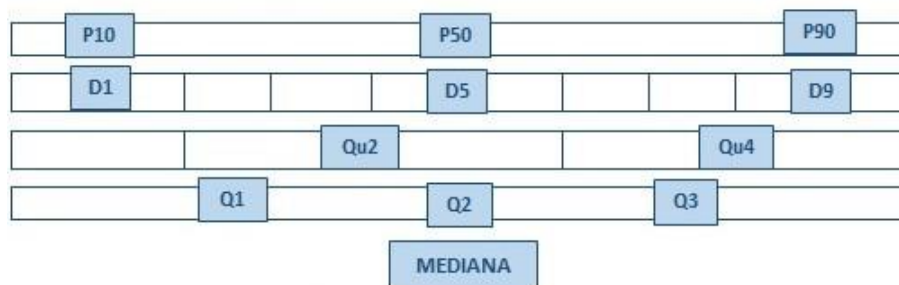 P10 P50 P90
D1 D5 D9
Qu2 Qu4
Q1 Q2 Q3
MEDIANA